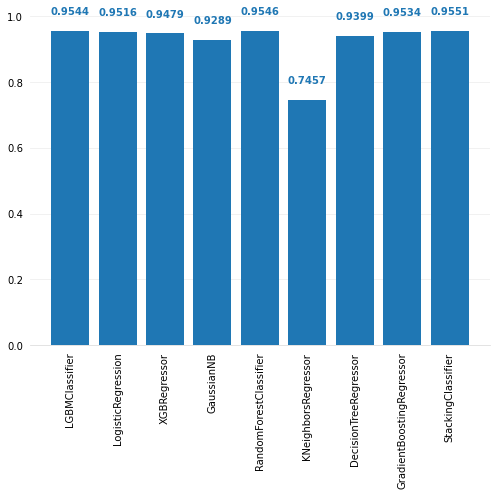 0.9544 0.9516 0.9479 0.9289 0.9546 0.7457 0.9399 0.9534 0.9551
1.0
0.8
0.6
0.4
0.2
0.0
LGBMClassifier
LogisticRegression
XGBRegressor
GaussianNB
RandomForestClassifier
KNeighborsRegressor
DecisionTreeRegressor
GradientBoostingRegressor
StackingClassifier